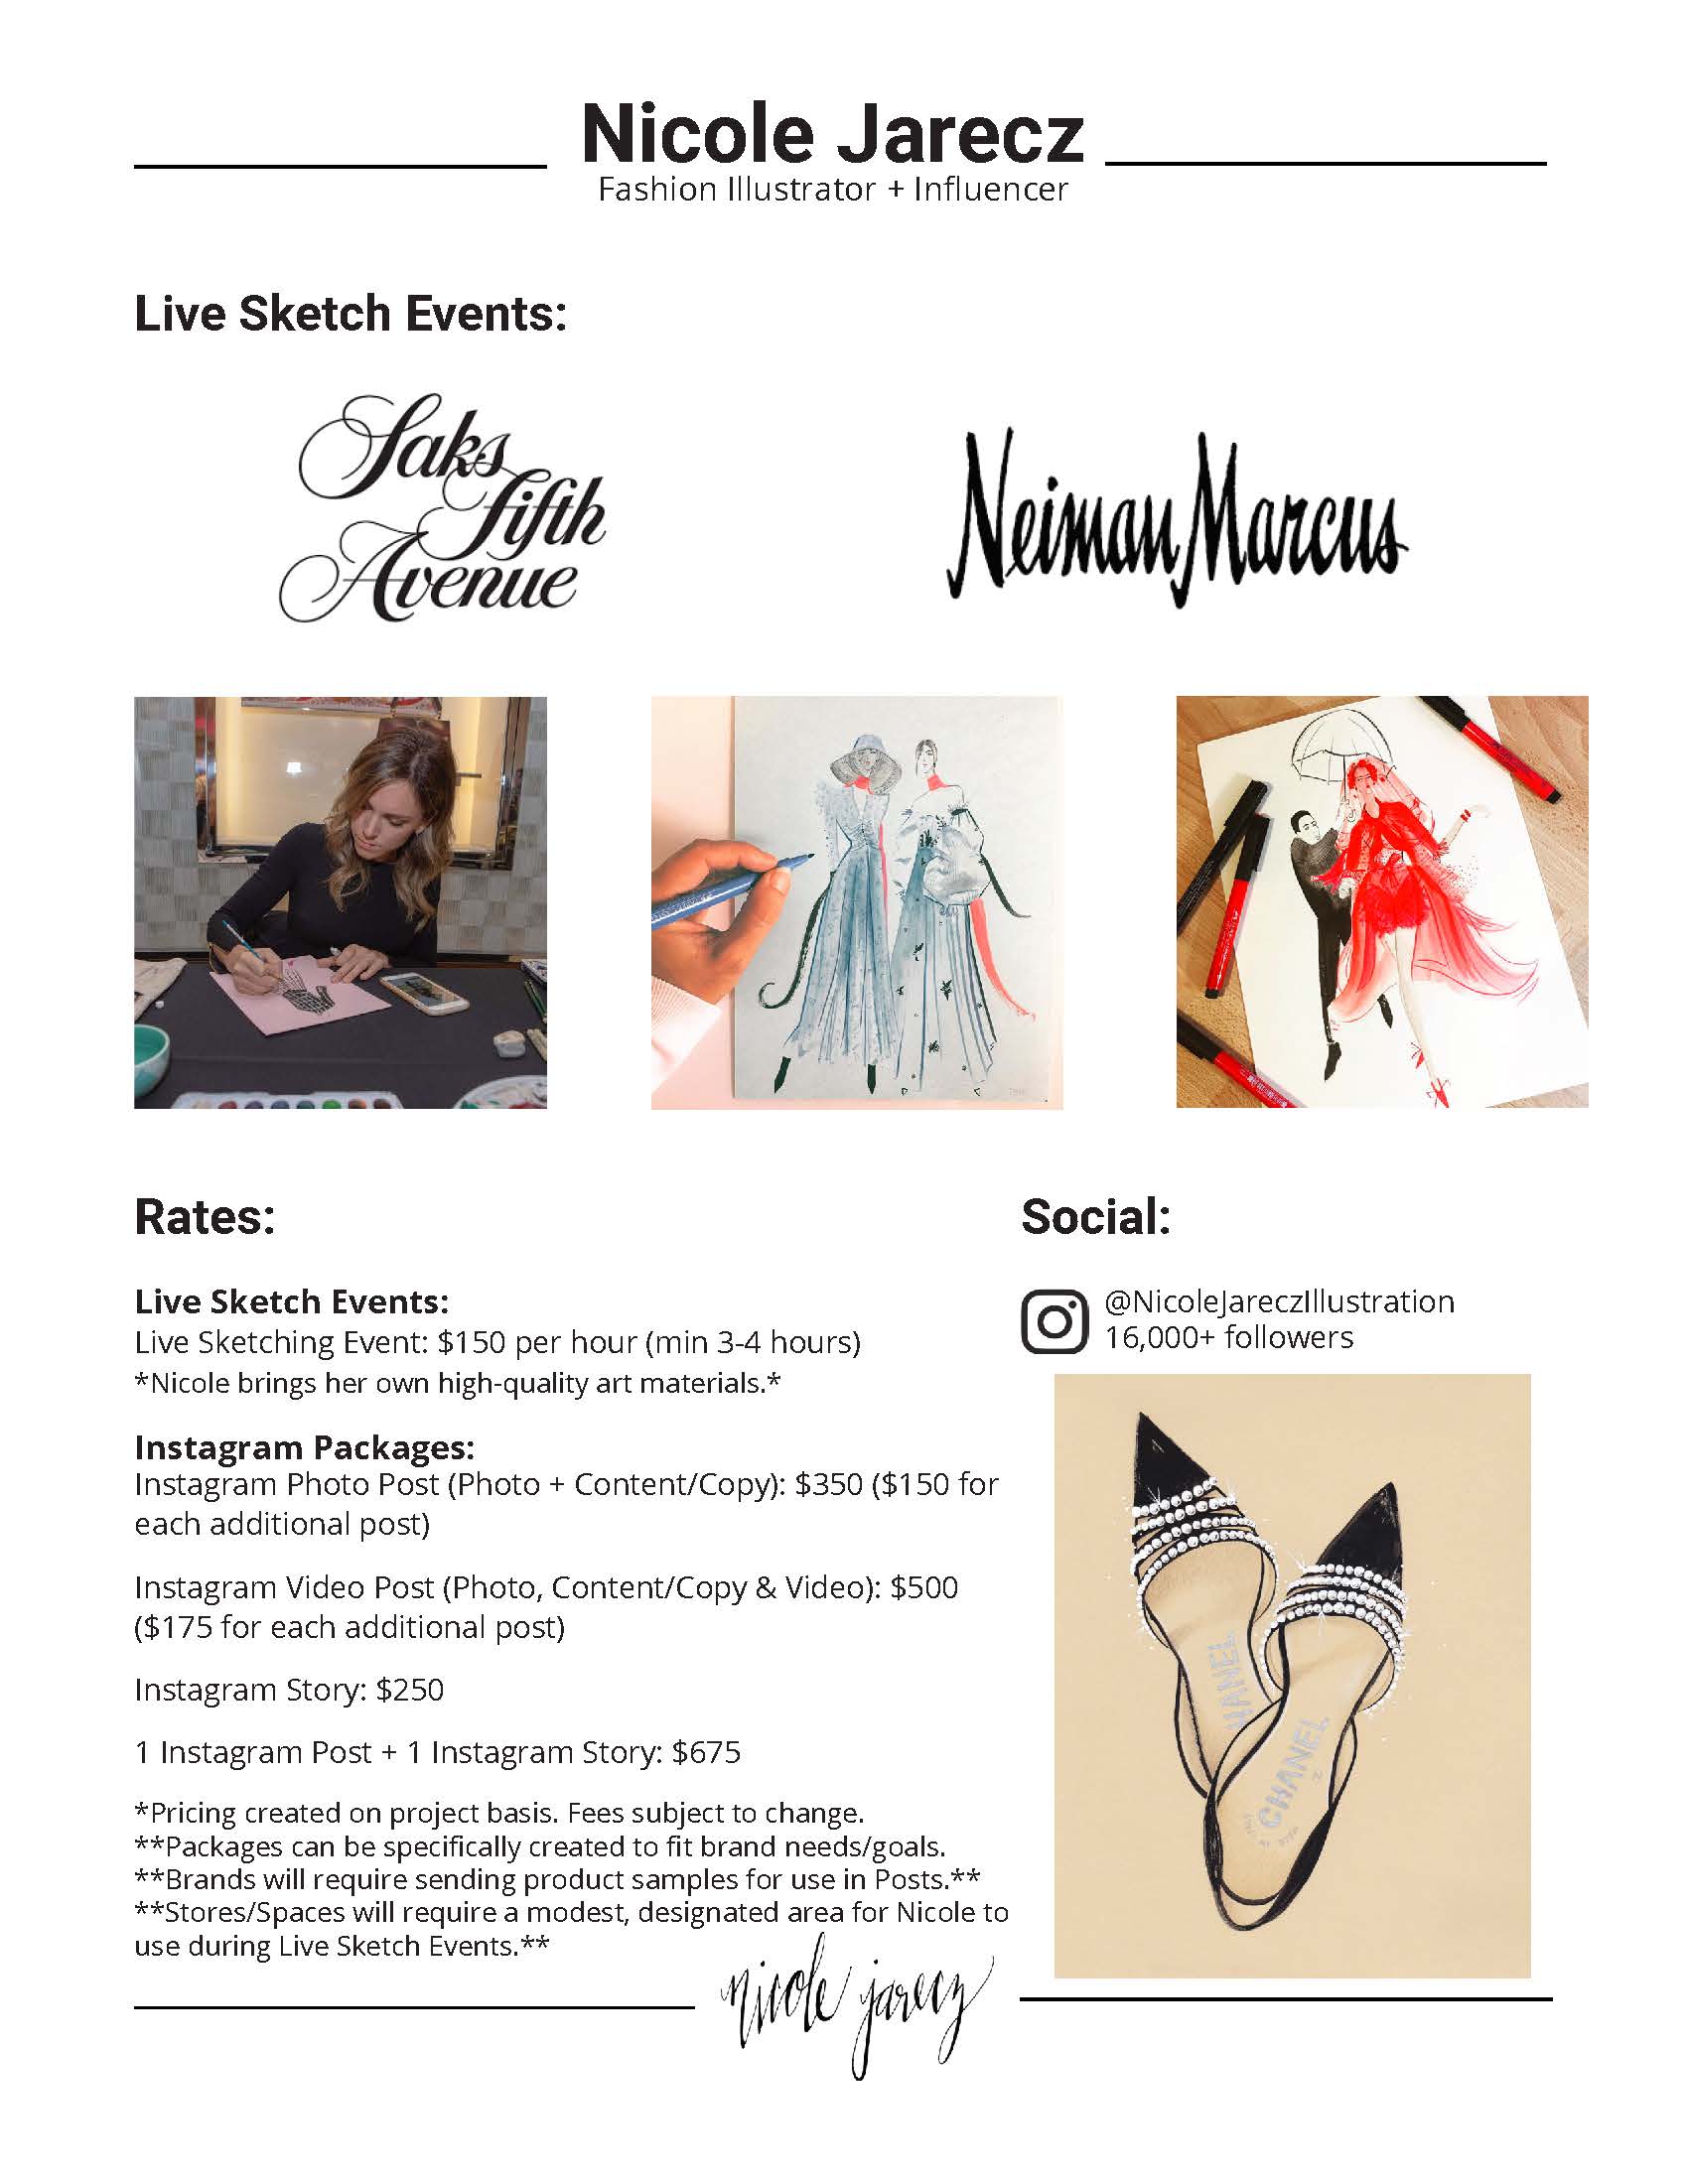 Nicole Jarecz
Fashion Illustrator + Influencer
Live Sketch Events:
Saks
fifth
Avenue
Neiman Marcus
Rates:
Live Sketch Events:
Live Sketching Event: $150 per hour (min 3-4 hours)
*Nicole brings her own high-quality art materials.*
Instagram Packages:
Instagram Photo Post (Photo + Content/Copy): $350 ($150 for
each additional post)
Instagram Video Post (Photo, Content/Copy & Video): $500
($175 for each additional post)
Instagram Story: $250
1 Instagram Post + 1 Instagram Story: $675
*Pricing created on project basis. Fees subject to change.
**Packages can be specifically created to fit brand needs/goals.
**Brands will require sending product samples for use in Posts.**
**Stores/Spaces will require a modest, designated area for Nicole to
use during Live Sketch Events.**
Social:
@NicoleJareczIllustration
16,000+ followers
HANEL
CHANEL
nicole jarecz